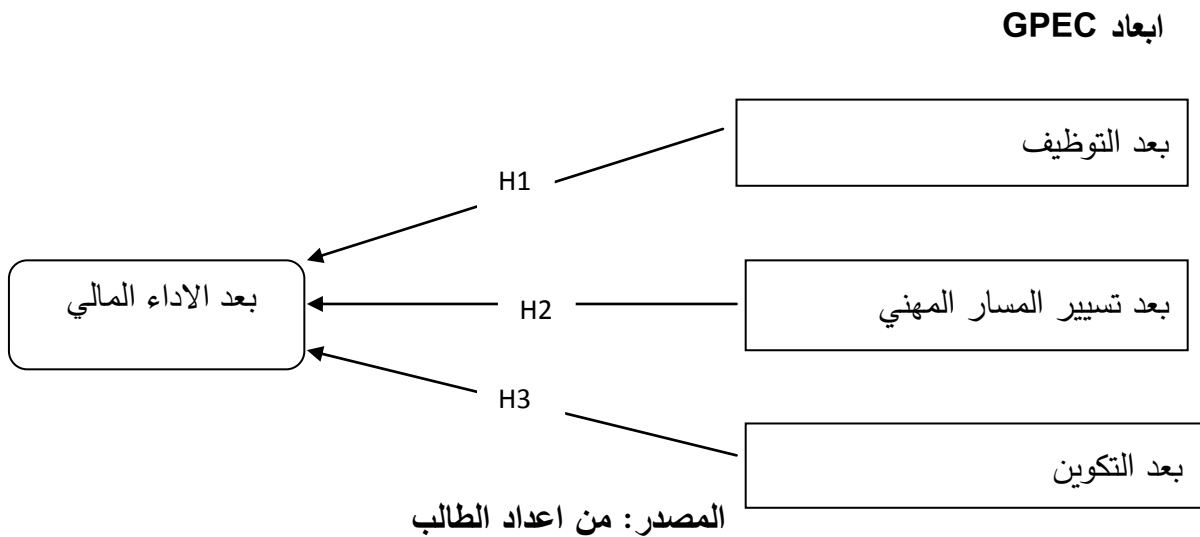 ابعاد GPEC
بعد التوظيف
H1
بعد تسيير المسار المهني
H2
بعد الاداء المالي
H3
بعد التكوين
المصدر: من اعداد الطالب